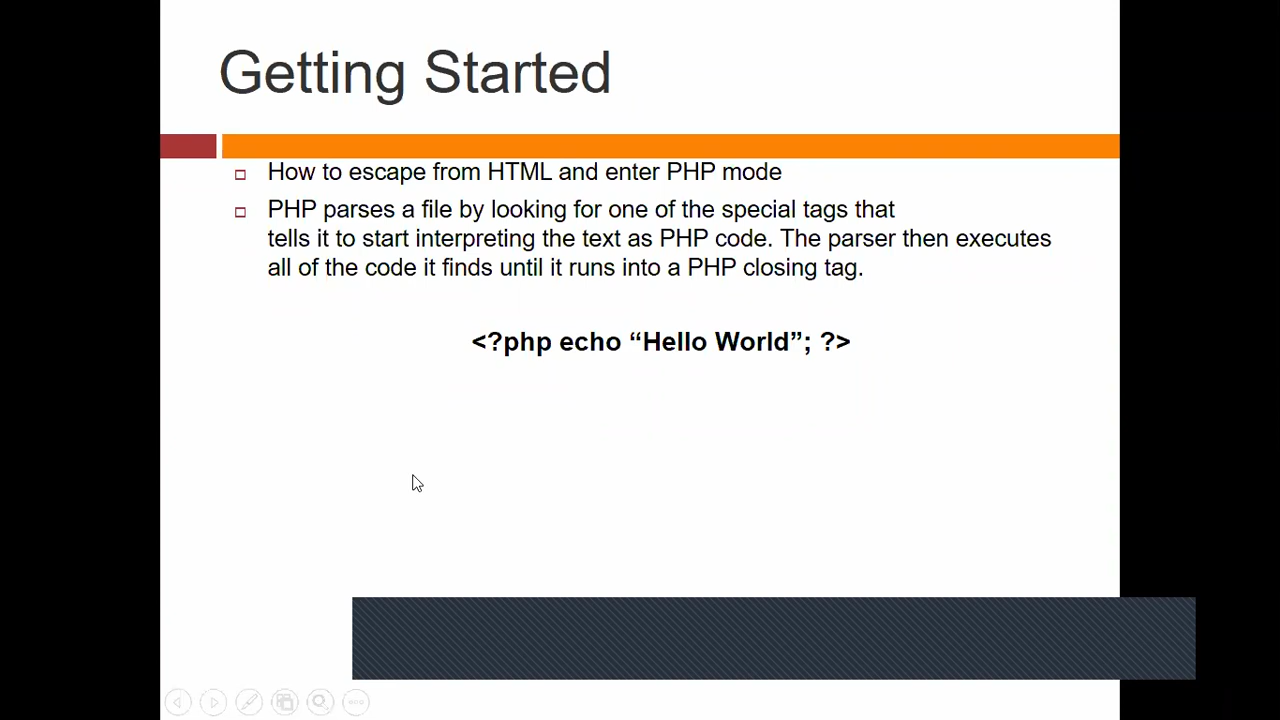 Getting Started
How to escape from HTML and enter PHP mode
PHP parses a file by looking for one of the special tags that
tells it to start interpreting the text as PHP code. The parser then executes
all of the code it finds until it runs into a PHP closing tag.
<?php echo “Hello World”; ?>